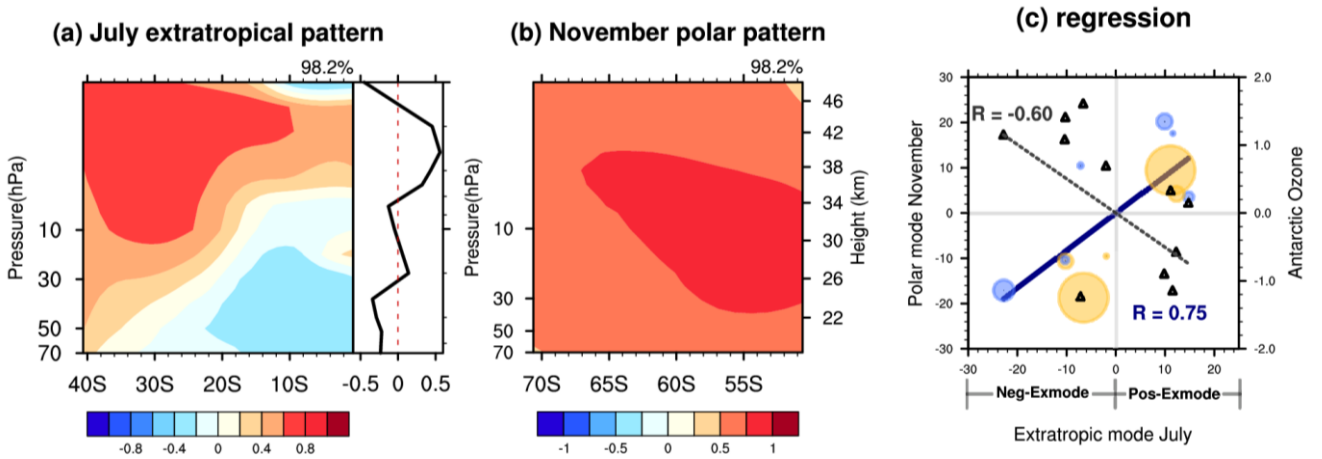 (a) July extratropical pattern
98.2%
Pressure(hPa)
10
30
50
70
40S 30S 20S 10S
-0.5 0 0.5
-0.8 -0.4 0 0.4 0.8
(b) November polar pattern
98.2%
Pressure(hPa)
10
30
50
70
46
42
38
34
30
26
22
Height (km)
70S 65S 60S 55S
-1 -0.5 0 0.5 1
(c) regression
30
20
10
0
-10
-20
-30
Polar mode November
R = -0.60
R = 0.75
2.0
1.0
0.0
-1.0
-2.0
Antarctic Ozone
-30 -20 -10 0 10 20
Neg-Exmode Pos-Exmode
Extratropic mode July